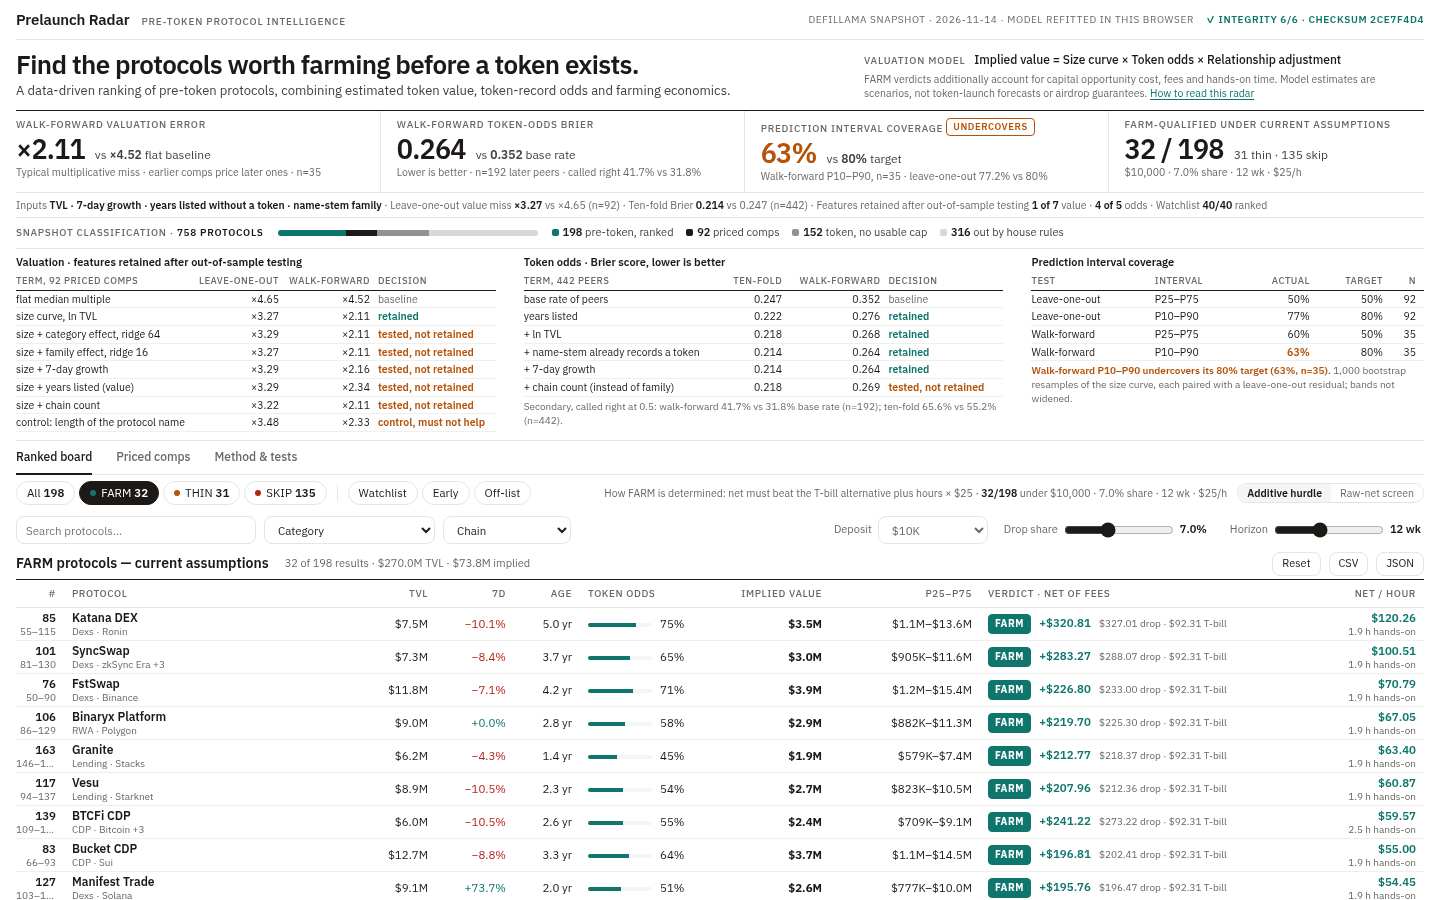 Prelaunch Radar PRE-TOKEN PROTOCOL INTELLIGENCE DEFILLAMA SNAPSHOT · 2026-11-14 · MODEL REFITTED IN THIS BROWSER ✓ INTEGRITY 6/6 · CHECKSUM 2CE7F4D4
Find the protocols worth farming before a token exists.
A data-driven ranking of pre-token protocols, combining estimated token value, token-record odds and farming economics.
VALUATION MODEL Implied value = Size curve × Token odds × Relationship adjustment
FARM verdicts additionally account for capital opportunity cost, fees and hands-on time. Model estimates are
scenarios, not token-launch forecasts or airdrop guarantees. How to read this radar
WALK-FORWARD VALUATION ERROR
×2.11 vs ×4.52 flat baseline
Typical multiplicative miss · earlier comps price later ones · n=35
WALK-FORWARD TOKEN-ODDS BRIER
0.264 vs 0.352 base rate
Lower is better · n=192 later peers · called right 41.7% vs 31.8%
PREDICTION INTERVAL COVERAGE UNDERCOVERS
63% vs 80% target
Walk-forward P10–P90, n=35 · leave-one-out 77.2% vs 80%
FARM-QUALIFIED UNDER CURRENT ASSUMPTIONS
32 / 198 31 thin · 135 skip
$10,000 · 7.0% share · 12 wk · $25/h
Inputs TVL · 7-day growth · years listed without a token · name-stem family · Leave-one-out value miss ×3.27 vs ×4.65 (n=92) · Ten-fold Brier 0.214 vs 0.247 (n=442) · Features retained after out-of-sample testing 1 of 7 value · 4 of 5 odds · Watchlist 40/40 ranked
SNAPSHOT CLASSIFICATION · 758 PROTOCOLS 198 pre-token, ranked 92 priced comps 152 token, no usable cap 316 out by house rules
Valuation · features retained after out-of-sample testing
TERM, 92 PRICED COMPS LEAVE-ONE-OUT WALK-FORWARD DECISION
flat median multiple ×4.65 ×4.52 baseline
size curve, ln TVL ×3.27 ×2.11 retained
size + category effect, ridge 64 ×3.29 ×2.11 tested, not retained
size + family effect, ridge 16 ×3.27 ×2.11 tested, not retained
size + 7-day growth ×3.29 ×2.16 tested, not retained
size + years listed (value) ×3.29 ×2.34 tested, not retained
size + chain count ×3.22 ×2.11 tested, not retained
control: length of the protocol name ×3.48 ×2.33 control, must not help
Token odds · Brier score, lower is better
TERM, 442 PEERS TEN-FOLD WALK-FORWARD DECISION
base rate of peers 0.247 0.352 baseline
years listed 0.222 0.276 retained
+ ln TVL 0.218 0.268 retained
+ name-stem already records a token 0.214 0.264 retained
+ 7-day growth 0.214 0.264 retained
+ chain count (instead of family) 0.218 0.269 tested, not retained
Secondary, called right at 0.5: walk-forward 41.7% vs 31.8% base rate (n=192); ten-fold 65.6% vs 55.2%
(n=442).
Prediction interval coverage
TEST INTERVAL ACTUAL TARGET N
Leave-one-out P25–P75 50% 50% 92
Leave-one-out P10–P90 77% 80% 92
Walk-forward P25–P75 60% 50% 35
Walk-forward P10–P90 63% 80% 35
Walk-forward P10–P90 undercovers its 80% target (63%, n=35). 1,000 bootstrap
resamples of the size curve, each paired with a leave-one-out residual; bands not
widened.
Ranked board Priced comps Method & tests
All 198 FARM 32 THIN 31 SKIP 135 Watchlist Early Off-list How FARM is determined: net must beat the T-bill alternative plus hours × $25 · 32/198 under $10,000 · 7.0% share · 12 wk · $25/h Additive hurdle Raw-net screen
Search protocols... Category Chain Deposit $10K Drop share 7.0% Horizon 12 wk
FARM protocols — current assumptions 32 of 198 results · $270.0M TVL · $73.8M implied Reset CSV JSON
# PROTOCOL TVL 7D AGE TOKEN ODDS IMPLIED VALUE P25–P75 VERDICT · NET OF FEES NET / HOUR
85 Katana DEX $7.5M −10.1% 5.0 yr 75% $3.5M $1.1M–$13.6M FARM +$320.81 $327.01 drop · $92.31 T-bill $120.26
55–115 Dexs · Ronin 1.9 h hands-on
101 SyncSwap $7.3M −8.4% 3.7 yr 65% $3.0M $905K–$11.6M FARM +$283.27 $288.07 drop · $92.31 T-bill $100.51
81–130 Dexs · zkSync Era +3 1.9 h hands-on
76 FstSwap $11.8M −7.1% 4.2 yr 71% $3.9M $1.2M–$15.4M FARM +$226.80 $233.00 drop · $92.31 T-bill $70.79
50–90 Dexs · Binance 1.9 h hands-on
106 Binaryx Platform $9.0M +0.0% 2.8 yr 58% $2.9M $882K–$11.3M FARM +$219.70 $225.30 drop · $92.31 T-bill $67.05
86–129 RWA · Polygon 1.9 h hands-on
163 Granite $6.2M −4.3% 1.4 yr 45% $1.9M $579K–$7.4M FARM +$212.77 $218.37 drop · $92.31 T-bill $63.40
146–1... Lending · Stacks 1.9 h hands-on
117 Vesu $8.9M −10.5% 2.3 yr 54% $2.7M $823K–$10.5M FARM +$207.96 $212.36 drop · $92.31 T-bill $60.87
94–137 Lending · Starknet 1.9 h hands-on
139 BTCFi CDP $6.0M −10.5% 2.6 yr 55% $2.4M $709K–$9.1M FARM +$241.22 $273.22 drop · $92.31 T-bill $59.57
109–1... CDP · Bitcoin +3 2.5 h hands-on
83 Bucket CDP $12.7M −8.8% 3.3 yr 64% $3.7M $1.1M–$14.5M FARM +$196.81 $202.41 drop · $92.31 T-bill $55.00
66–93 CDP · Sui 1.9 h hands-on
127 Manifest Trade $9.1M +73.7% 2.0 yr 51% $2.6M $777K–$10.0M FARM +$195.76 $196.47 drop · $92.31 T-bill $54.45
103–1... Dexs · Solana 1.9 h hands-on